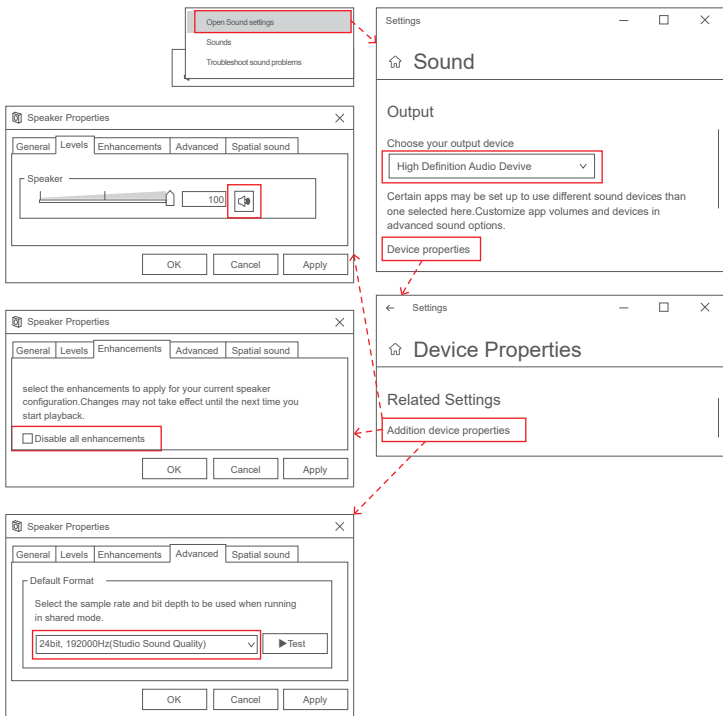 Open Sound settings
Sounds
Troubleshoot sound problems
Settings
Sound
Output
Choose your output device
High Definition Audio Devive
Certain apps may be set up to use different sound devices than
one selected here.Customize app volumes and devices in
advanced sound options.
Device properties
Speaker Properties
General Levels Enhancements Advanced Spatial sound
Speaker
100
OK Cancel Apply
Settings
Device Properties
Related Settings
Addition device properties
Speaker Properties
General Levels Enhancements Advanced Spatial sound
select the enhancements to apply for your current speaker
configuration.Changes may not take effect until the next time you
start playback.
Disable all enhancements
OK Cancel Apply
Speaker Properties
General Levels Enhancements Advanced Spatial sound
Default Format
Select the sample rate and bit depth to be used when running
in shared mode.
24bit, 192000Hz(Studio Sound Quality)
Test
OK Cancel Apply